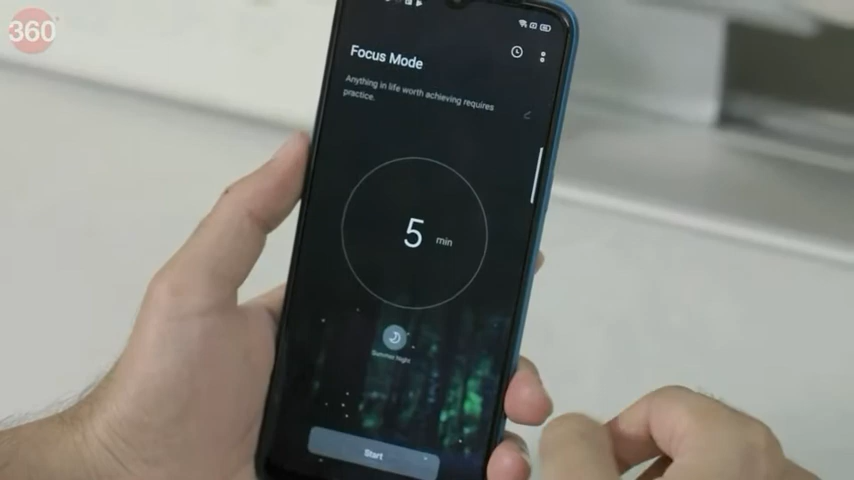 360
Focus Mode
Anything in life worth achieving requires
practice.
5 min
Summer Night
Start